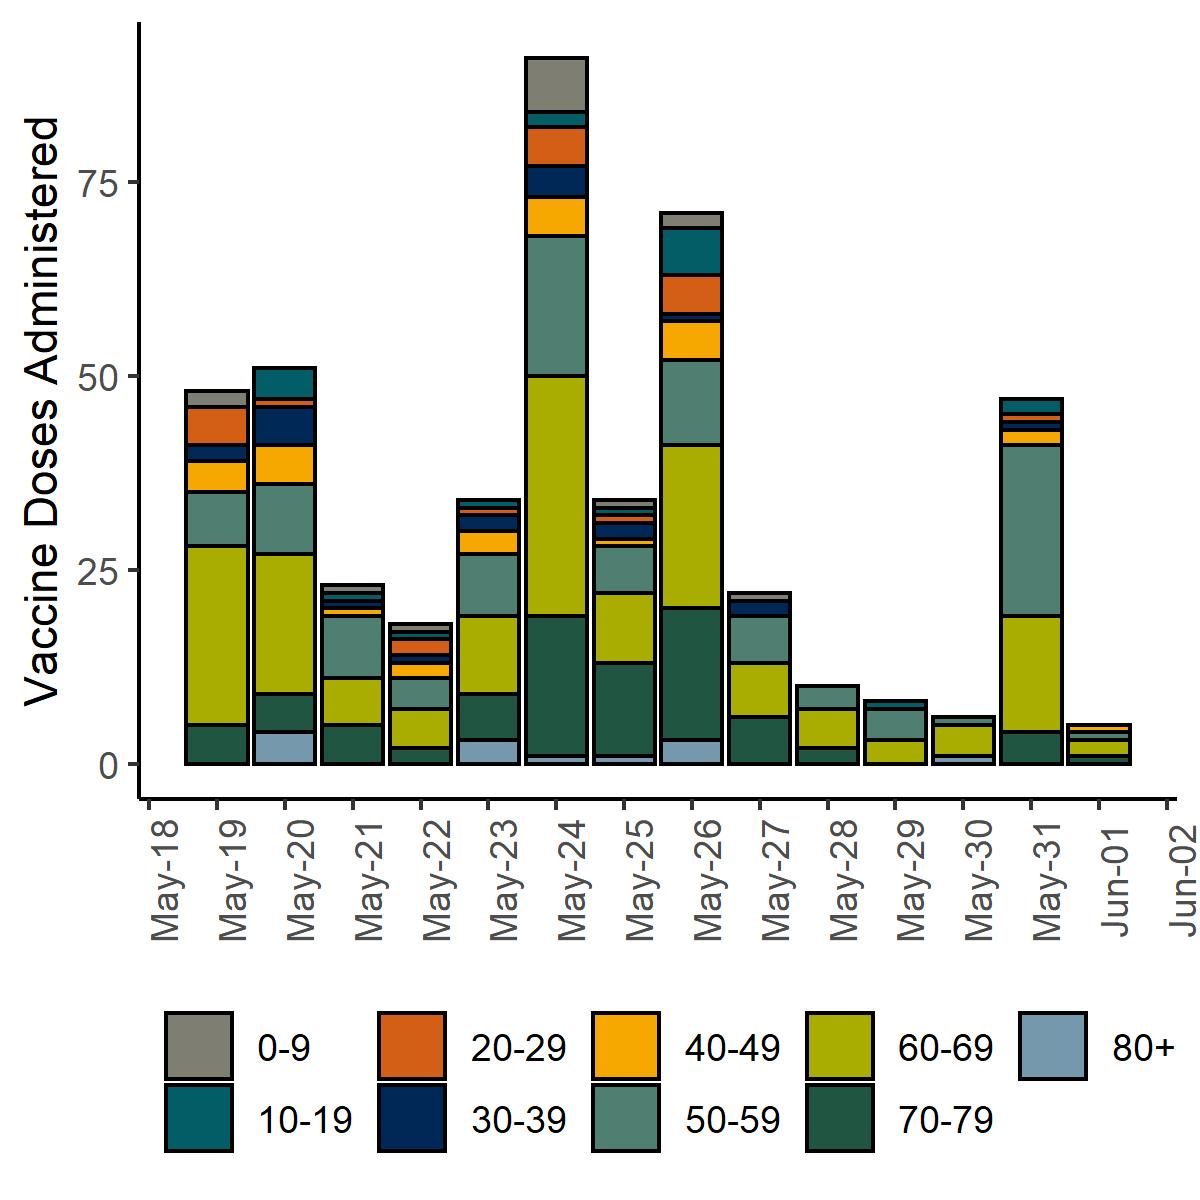 Vaccine Doses Administered
75
50
25
0
May-18 May-19 May-20 May-21 May-22 May-23 May-24 May-25 May-26 May-27 May-28 May-29 May-30 May-31 Jun-01 Jun-02
0-9 20-29 40-49 60-69 80+
10-19 30-39 50-59 70-79